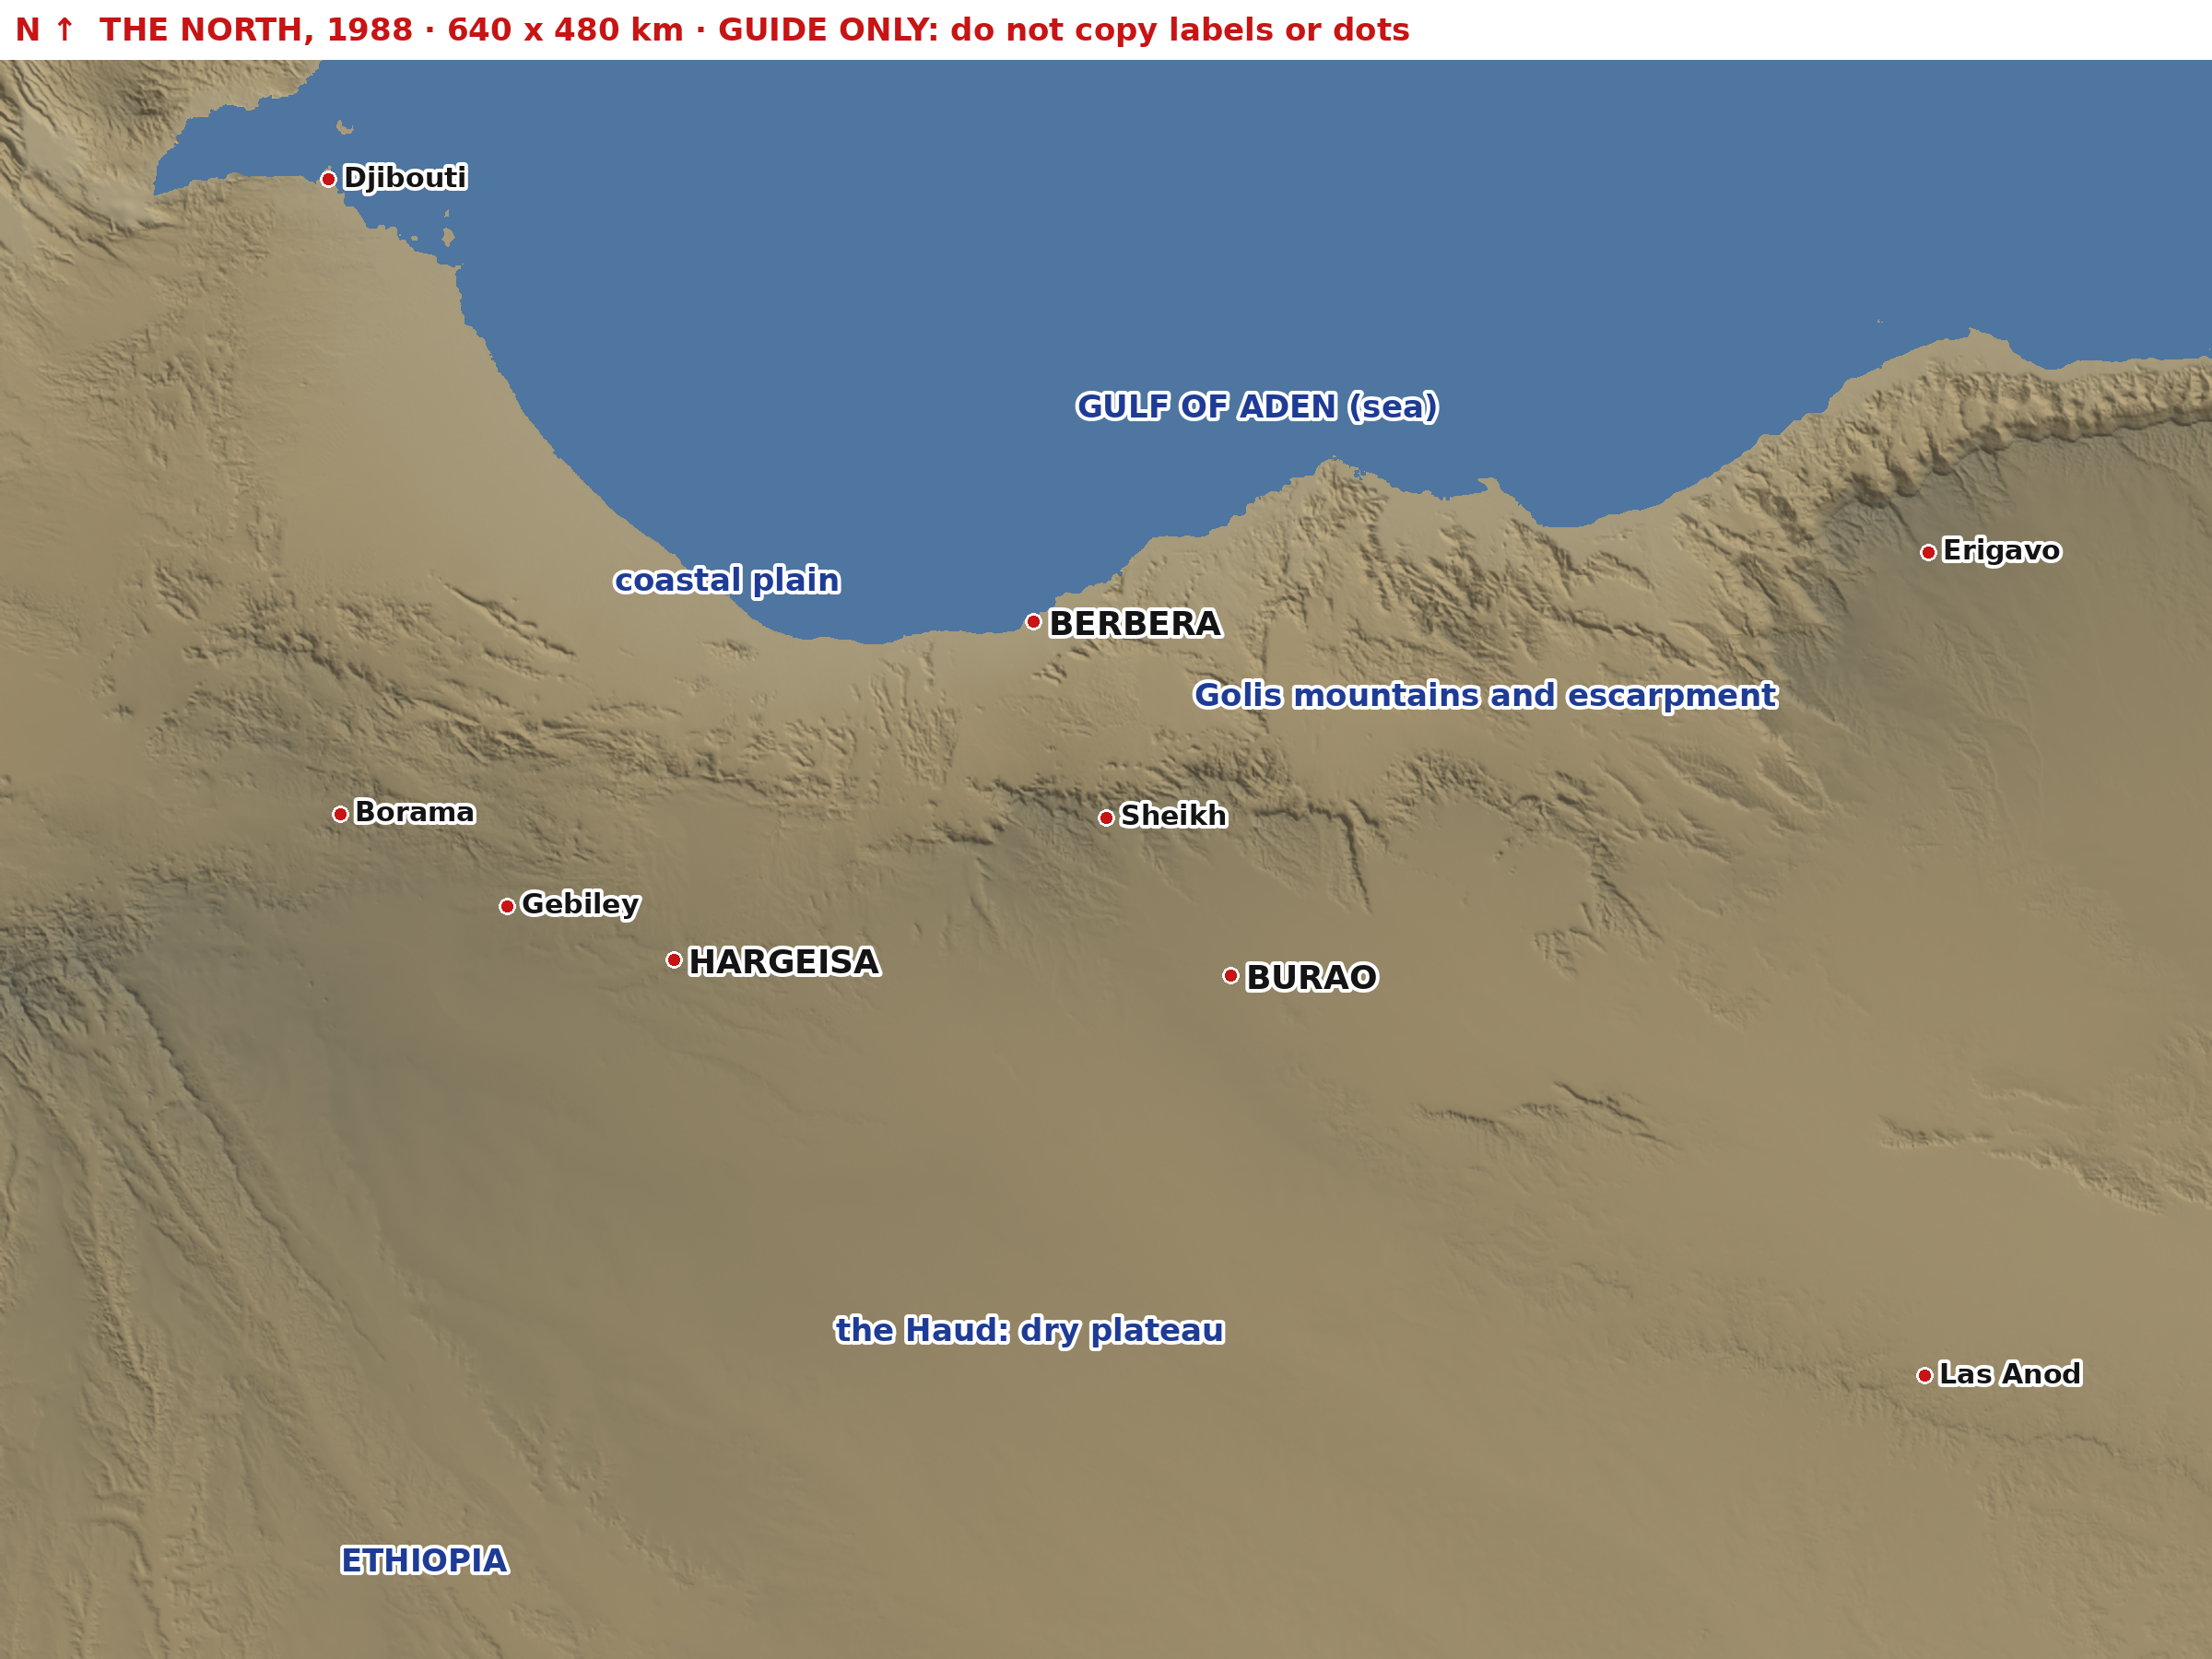 N ↑ THE NORTH, 1988 · 640 x 480 km · GUIDE ONLY: do not copy labels or dots
Djibouti
GULF OF ADEN (sea)
Erigavo
coastal plain
BERBERA
Golis mountains and escarpment
Borama
Sheikh
Gebiley
HARGEISA
BURAO
the Haud: dry plateau
Las Anod
ETHIOPIA